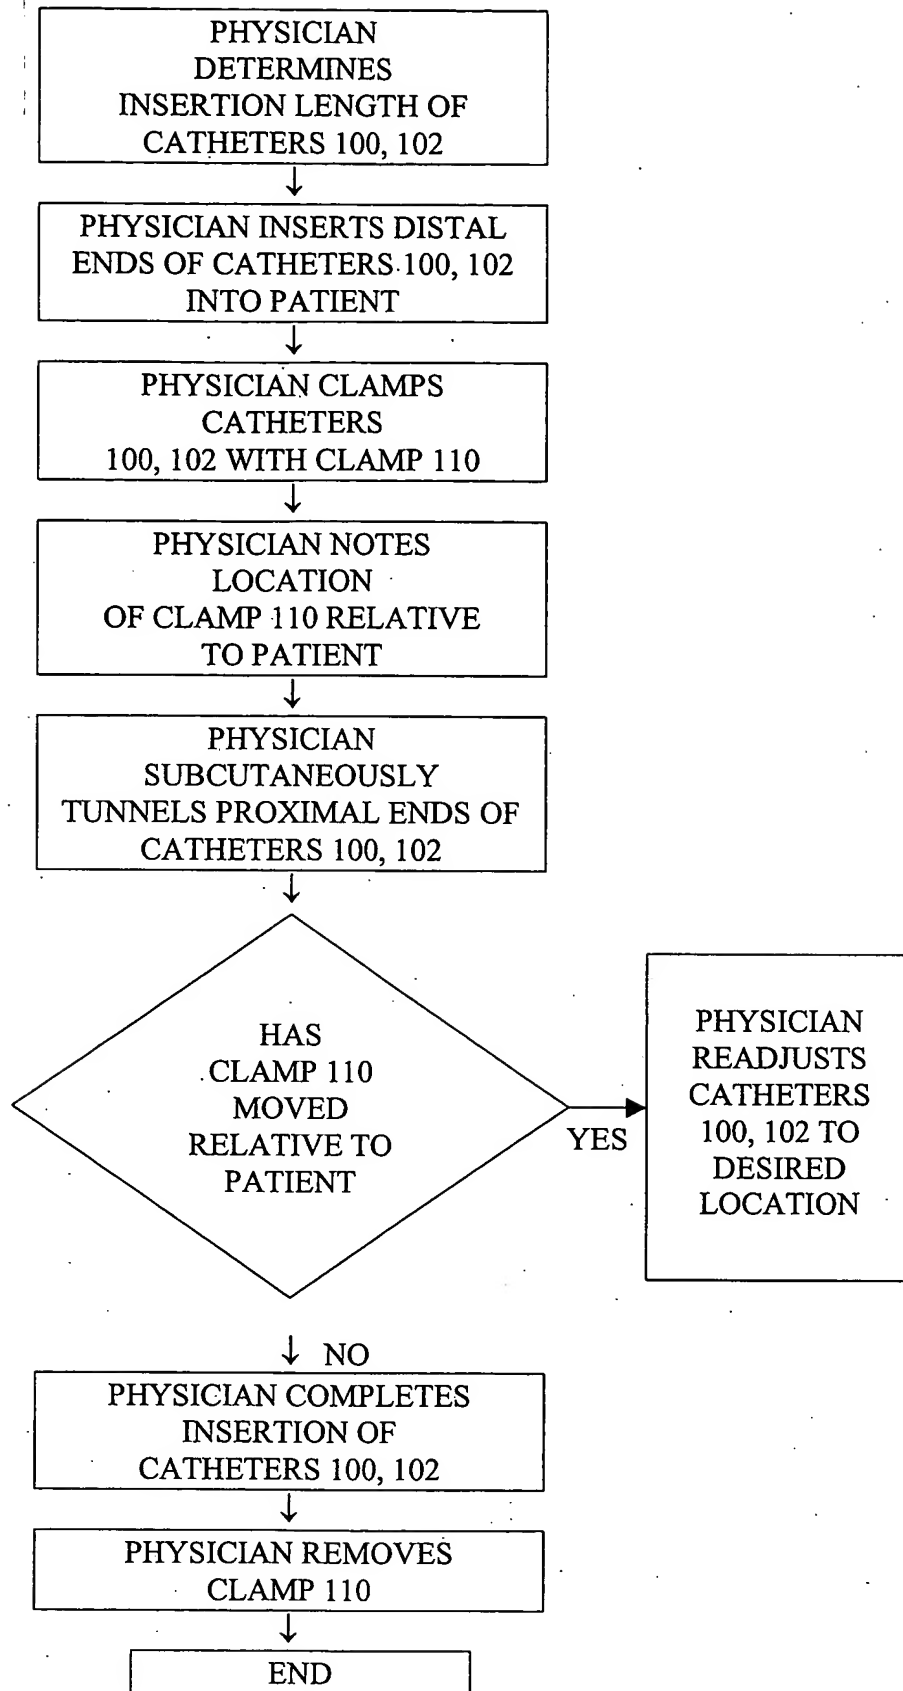 PHYSICIAN
DETERMINES
INSERTION LENGTH OF
CATHETERS 100, 102
PHYSICIAN INSERTS DISTAL
ENDS OF CATHETERS 100, 102
INTO PATIENT
PHYSICIAN CLAMPS
CATHETERS
100, 102 WITH CLAMP 110
PHYSICIAN NOTES
LOCATION
OF CLAMP 110 RELATIVE
TO PATIENT
PHYSICIAN
SUBCUTANEOUSLY
TUNNELS PROXIMAL ENDS OF
CATHETERS 100, 102
HAS
CLAMP 110
MOVED
RELATIVE TO
PATIENT
YES
PHYSICIAN
READJUSTS
CATHETERS
100, 102 TO
DESIRED
LOCATION
NO
PHYSICIAN COMPLETES
INSERTION OF
CATHETERS 100, 102
PHYSICIAN REMOVES
CLAMP 110
END